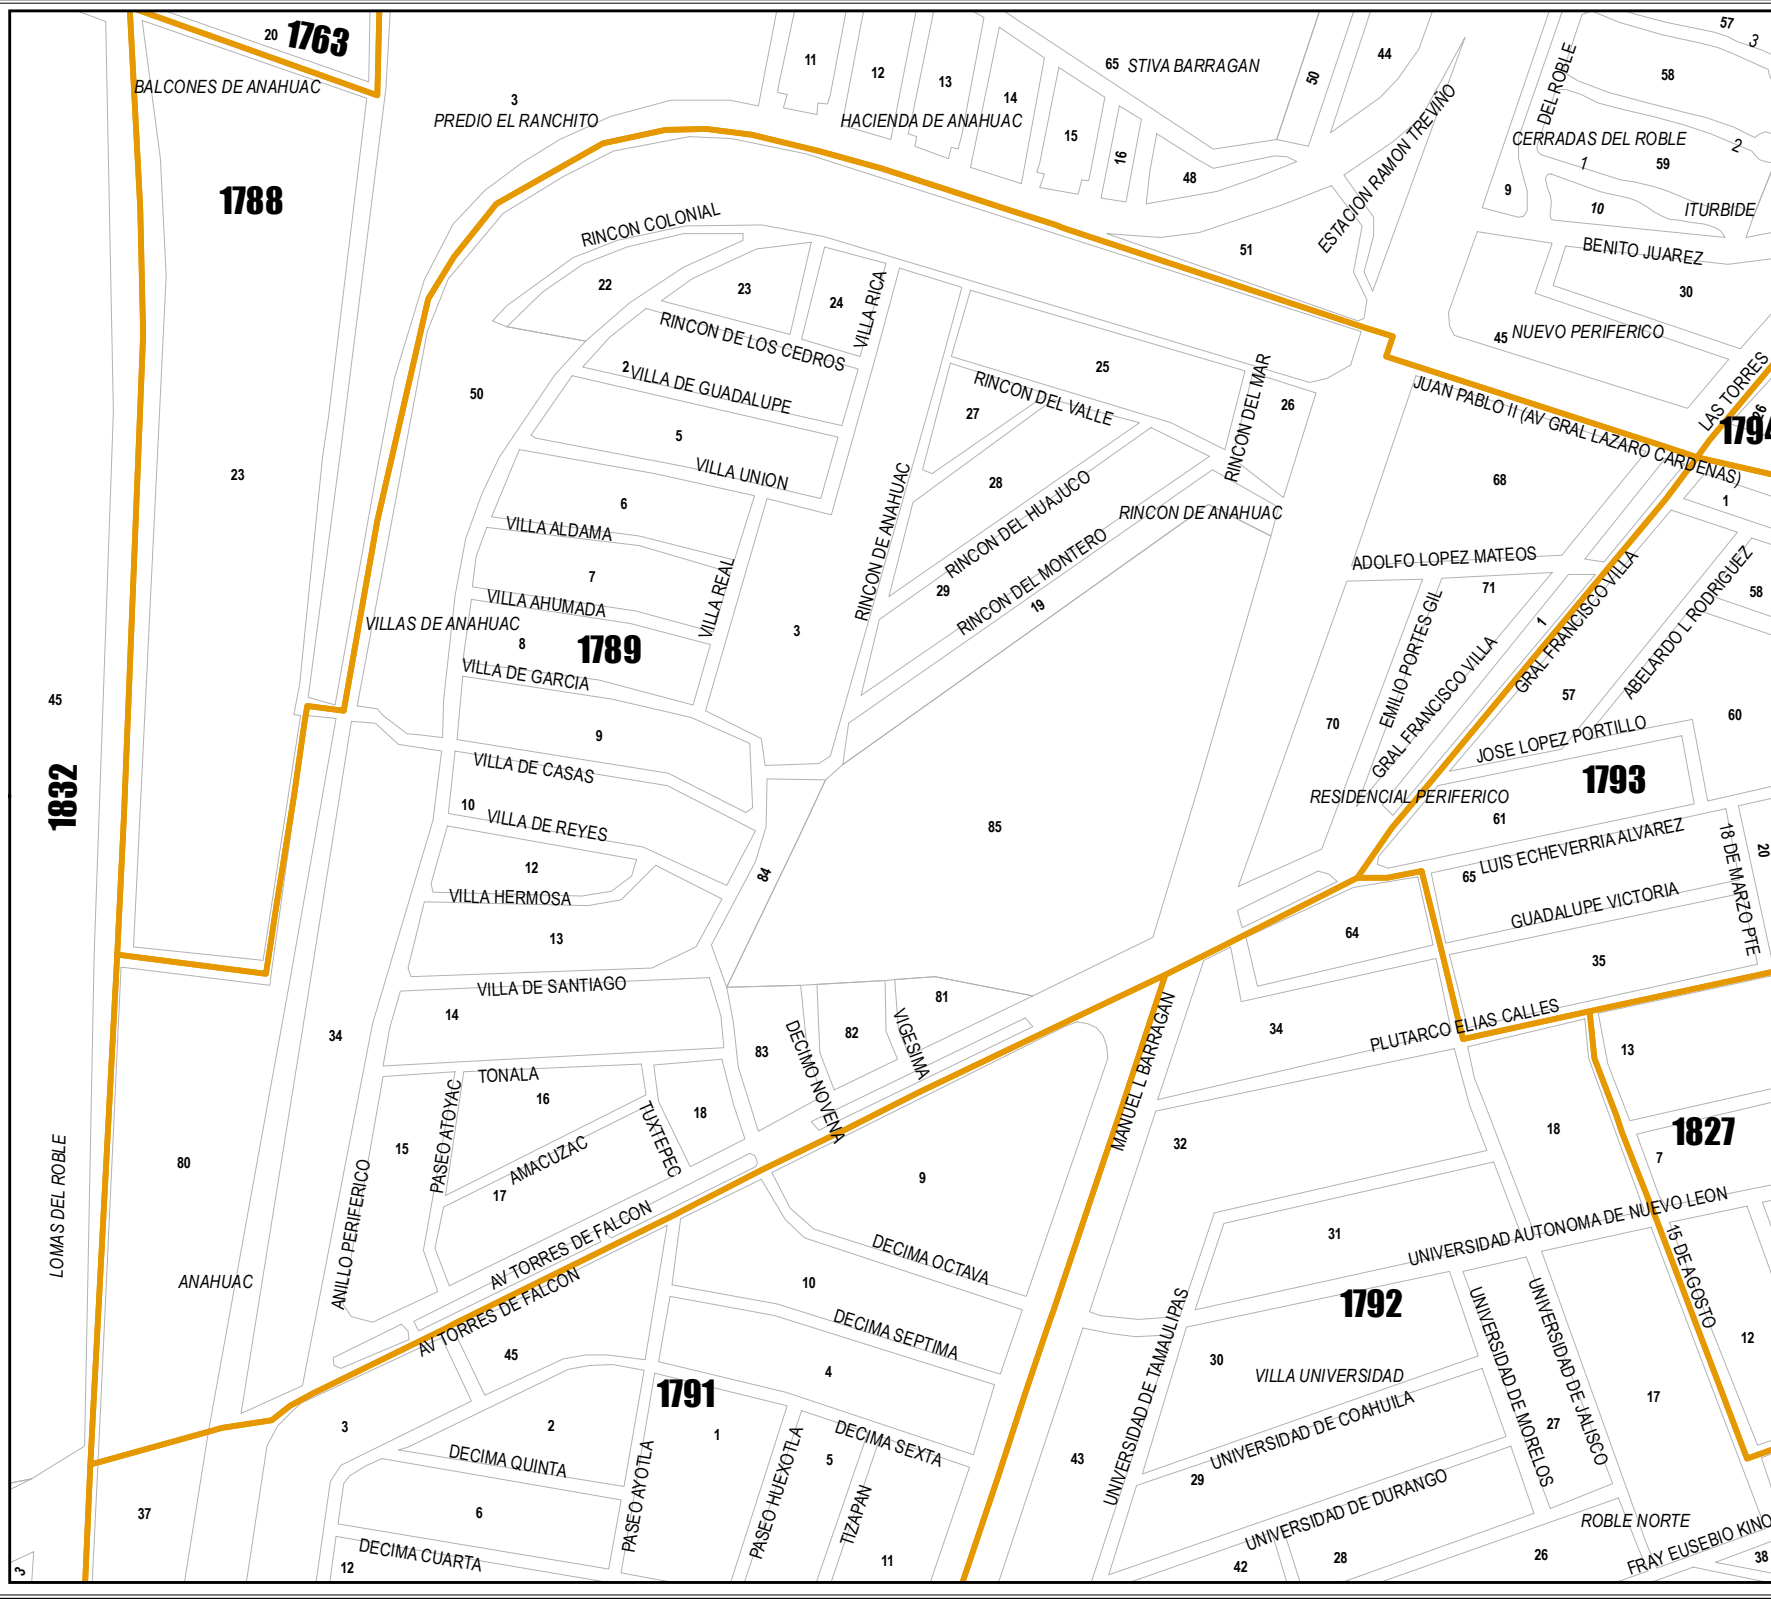 20 1763
BALCONES DE ANAHUAC
3
PREDIO EL RANCHITO
11
12
13
14
HACIENDA DE ANAHUAC
15
16
65 STIVA BARRAGAN
48
50
44
ESTACION RAMON TREVIÑO
51
57
3
58
DEL ROBLE
CERRADAS DEL ROBLE
1
59
2
9
10
ITURBIDE
BENITO JUAREZ
30
45 NUEVO PERIFERICO
LAS TORRES
26
1794
JUAN PABLO II (AV GRAL LAZARO CARDENAS)
1788
23
RINCON COLONIAL
22
23
24
VILLA RICA
RINCON DE LOS CEDROS
2
VILLA DE GUADALUPE
50
5
VILLA UNION
6
VILLA ALDAMA
7
VILLA AHUMADA
VILLAS DE ANAHUAC
8
1789
VILLA REAL
VILLA DE GARCIA
3
9
VILLA DE CASAS
10
VILLA DE REYES
12
VILLA HERMOSA
13
VILLA DE SANTIAGO
14
25
RINCON DEL VALLE
27
RINCON DEL MAR
26
28
RINCON DE ANAHUAC
RINCON DEL HUAJUCO
RINCON DE ANAHUAC
29
RINCON DEL MONTERO
19
68
1
ADOLFO LOPEZ MATEOS
71
EMILIO PORTES GIL
1
GRAL FRANCISCO VILLA
GRAL FRANCISCO VILLA
ABELARDO L RODRIGUEZ
58
57
60
70
JOSE LOPEZ PORTILLO
1793
RESIDENCIAL PERIFERICO
61
LUIS ECHEVERRIA ALVAREZ
65
18 DE MARZO PTE
20
GUADALUPE VICTORIA
64
35
PLUTARCO ELIAS CALLES
45
1832
LOMAS DEL ROBLE
85
84
34
81
82
83
DECIMO NOVENA
VIGESIMA
TONALA
16
18
15
PASEO ATOYAC
TUXTEPEC
AMACUZAC
17
80
ANILLO PERIFERICO
ANAHUAC
AV TORRES DE FALCON
AV TORRES DE FALCON
9
DECIMA OCTAVA
10
DECIMA SEPTIMA
45
4
1791
3
2
1
5
DECIMA SEXTA
DECIMA QUINTA
6
PASEO AYOTLA
PASEO HUEXOTLA
TIZAPAN
DECIMA CUARTA
12
11
37
3
MANUEL L BARRAGAN
34
32
13
18
1827
7
31
UNIVERSIDAD AUTONOMA DE NUEVO LEON
15 DE AGOSTO
1792
12
UNIVERSIDAD DE TAMAULIPAS
30
VILLA UNIVERSIDAD
UNIVERSIDAD DE MORELOS
UNIVERSIDAD DE JALISCO
17
UNIVERSIDAD DE COAHUILA
27
43
29
UNIVERSIDAD DE DURANGO
ROBLE NORTE
42
28
26
FRAY EUSEBIO KINO
38